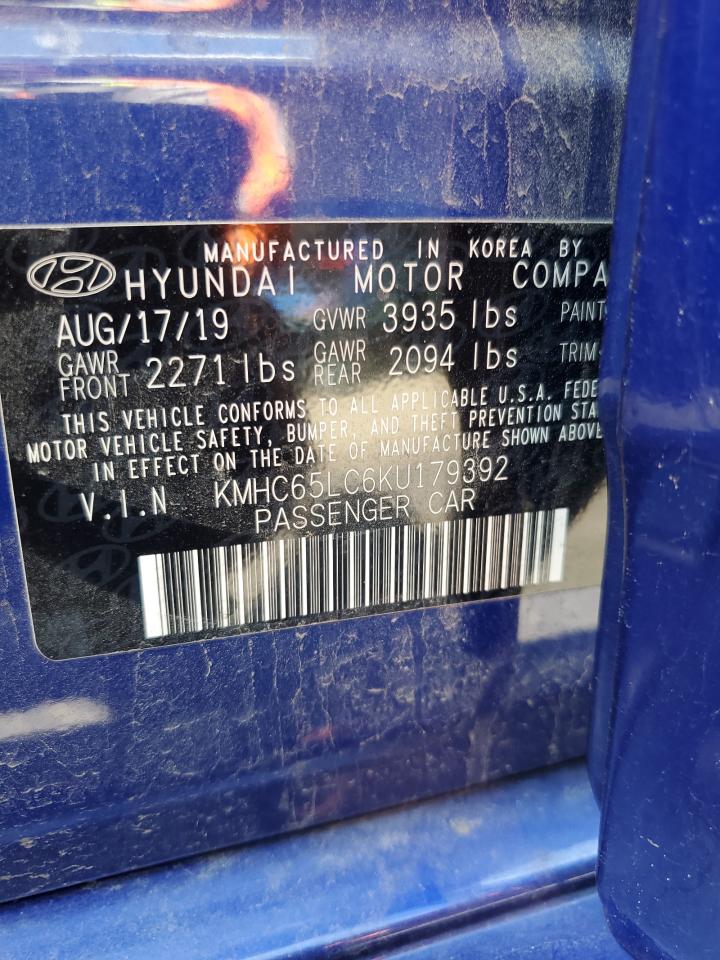 MANUFACTURED IN KOREA BY
HYUNDAI MOTOR COMPA
AUG/17/19 GVWR 3935 lbs PAINT
GAWR FRONT 2271 lbs GAWR REAR 2094 lbs TRIM
THIS VEHICLE CONFORMS TO ALL APPLICABLE U.S.A. FEDE
MOTOR VEHICLE SAFETY, BUMPER, AND THEFT PREVENTION STA
IN EFFECT ON THE DATE OF MANUFACTURE SHOWN ABOVE
V.I.N KMHC65LC6KU179392
PASSENGER CAR